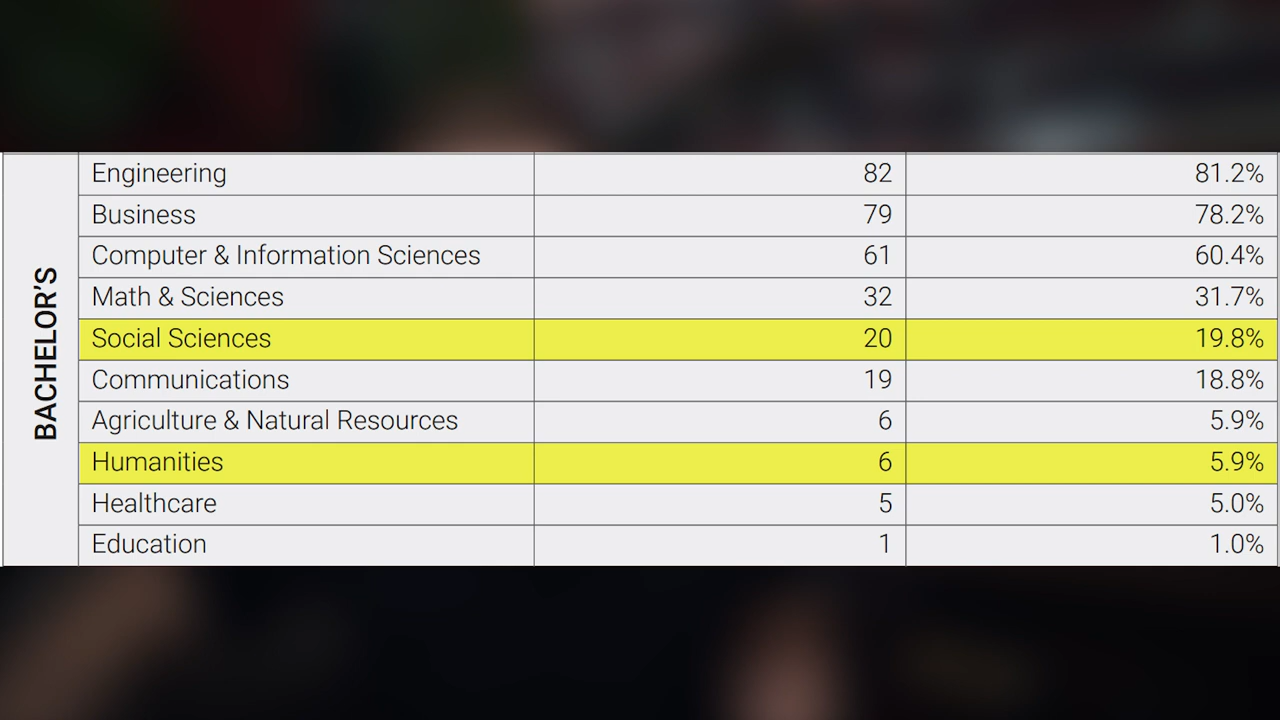 BACHELOR'S
Engineering 82 81.2%
Business 79 78.2%
Computer & Information Sciences 61 60.4%
Math & Sciences 32 31.7%
Social Sciences 20 19.8%
Communications 19 18.8%
Agriculture & Natural Resources 6 5.9%
Humanities 6 5.9%
Healthcare 5 5.0%
Education 1 1.0%